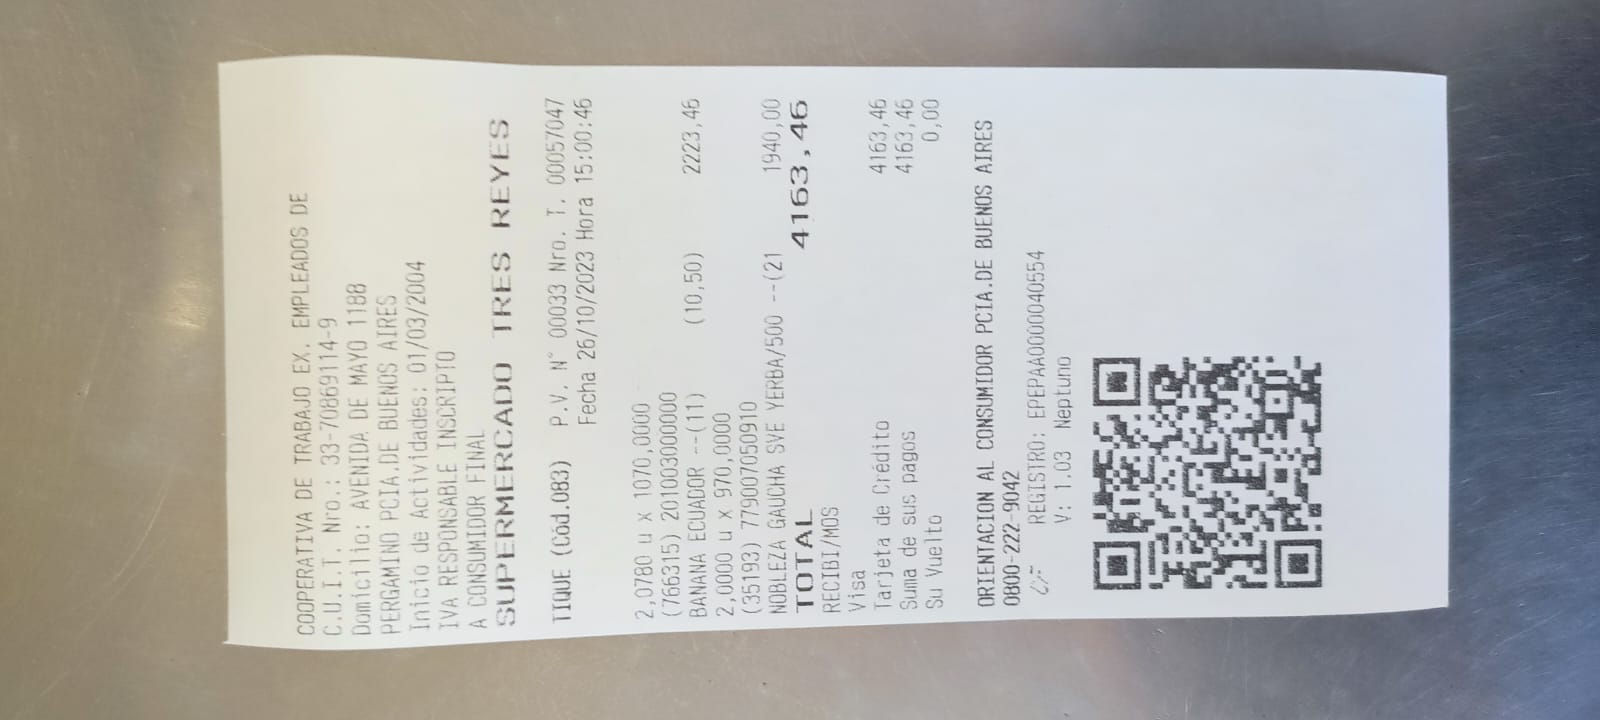 COOPERATIVA DE TRABAJO EX. EMPLEADOS DE
C.U.I.T. Nro.: 33-70869114-9
Domicilio: AVENIDA DE MAYO 1188
PERGAMINO PCIA.DE BUENOS AIRES
Inicio de Actividades: 01/03/2004
IVA RESPONSABLE INSCRIPTO
A CONSUMIDOR FINAL
SUPERMERCADO TRES REYES
TIQUE (Cód.083) P.V. N° 00033 Nro. T. 00057047
Fecha 26/10/2023 Hora 15:00:46
2,0780 u x 1070,0000
(766315) 2010030000000
BANANA ECUADOR --(11) (10,50) 2223,46
2,0000 u x 970,0000
(35193) 7790070050910
NOBLEZA GAUCHA SVE YERBA/500 --(21 1940,00
TOTAL 4163,46
RECIBI/MOS
Visa
Tarjeta de Crédito 4163,46
Suma de sus pagos 4163,46
Su Vuelto 0,00
ORIENTACION AL CONSUMIDOR PCIA.DE BUENOS AIRES
0800-222-9042
REGISTRO: EPEPAA0000040554
V: 1.03 Neptuno